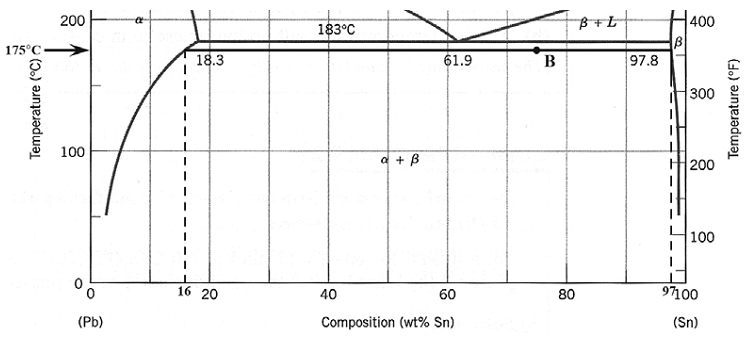 200
α
β + L
400
183°C
175°C
β
18.3
61.9
B
97.8
300
Temperature (°C)
Temperature (°F)
100
α + β
200
100
0
0
16
20
40
60
80
97
100
(Pb)
Composition (wt% Sn)
(Sn)